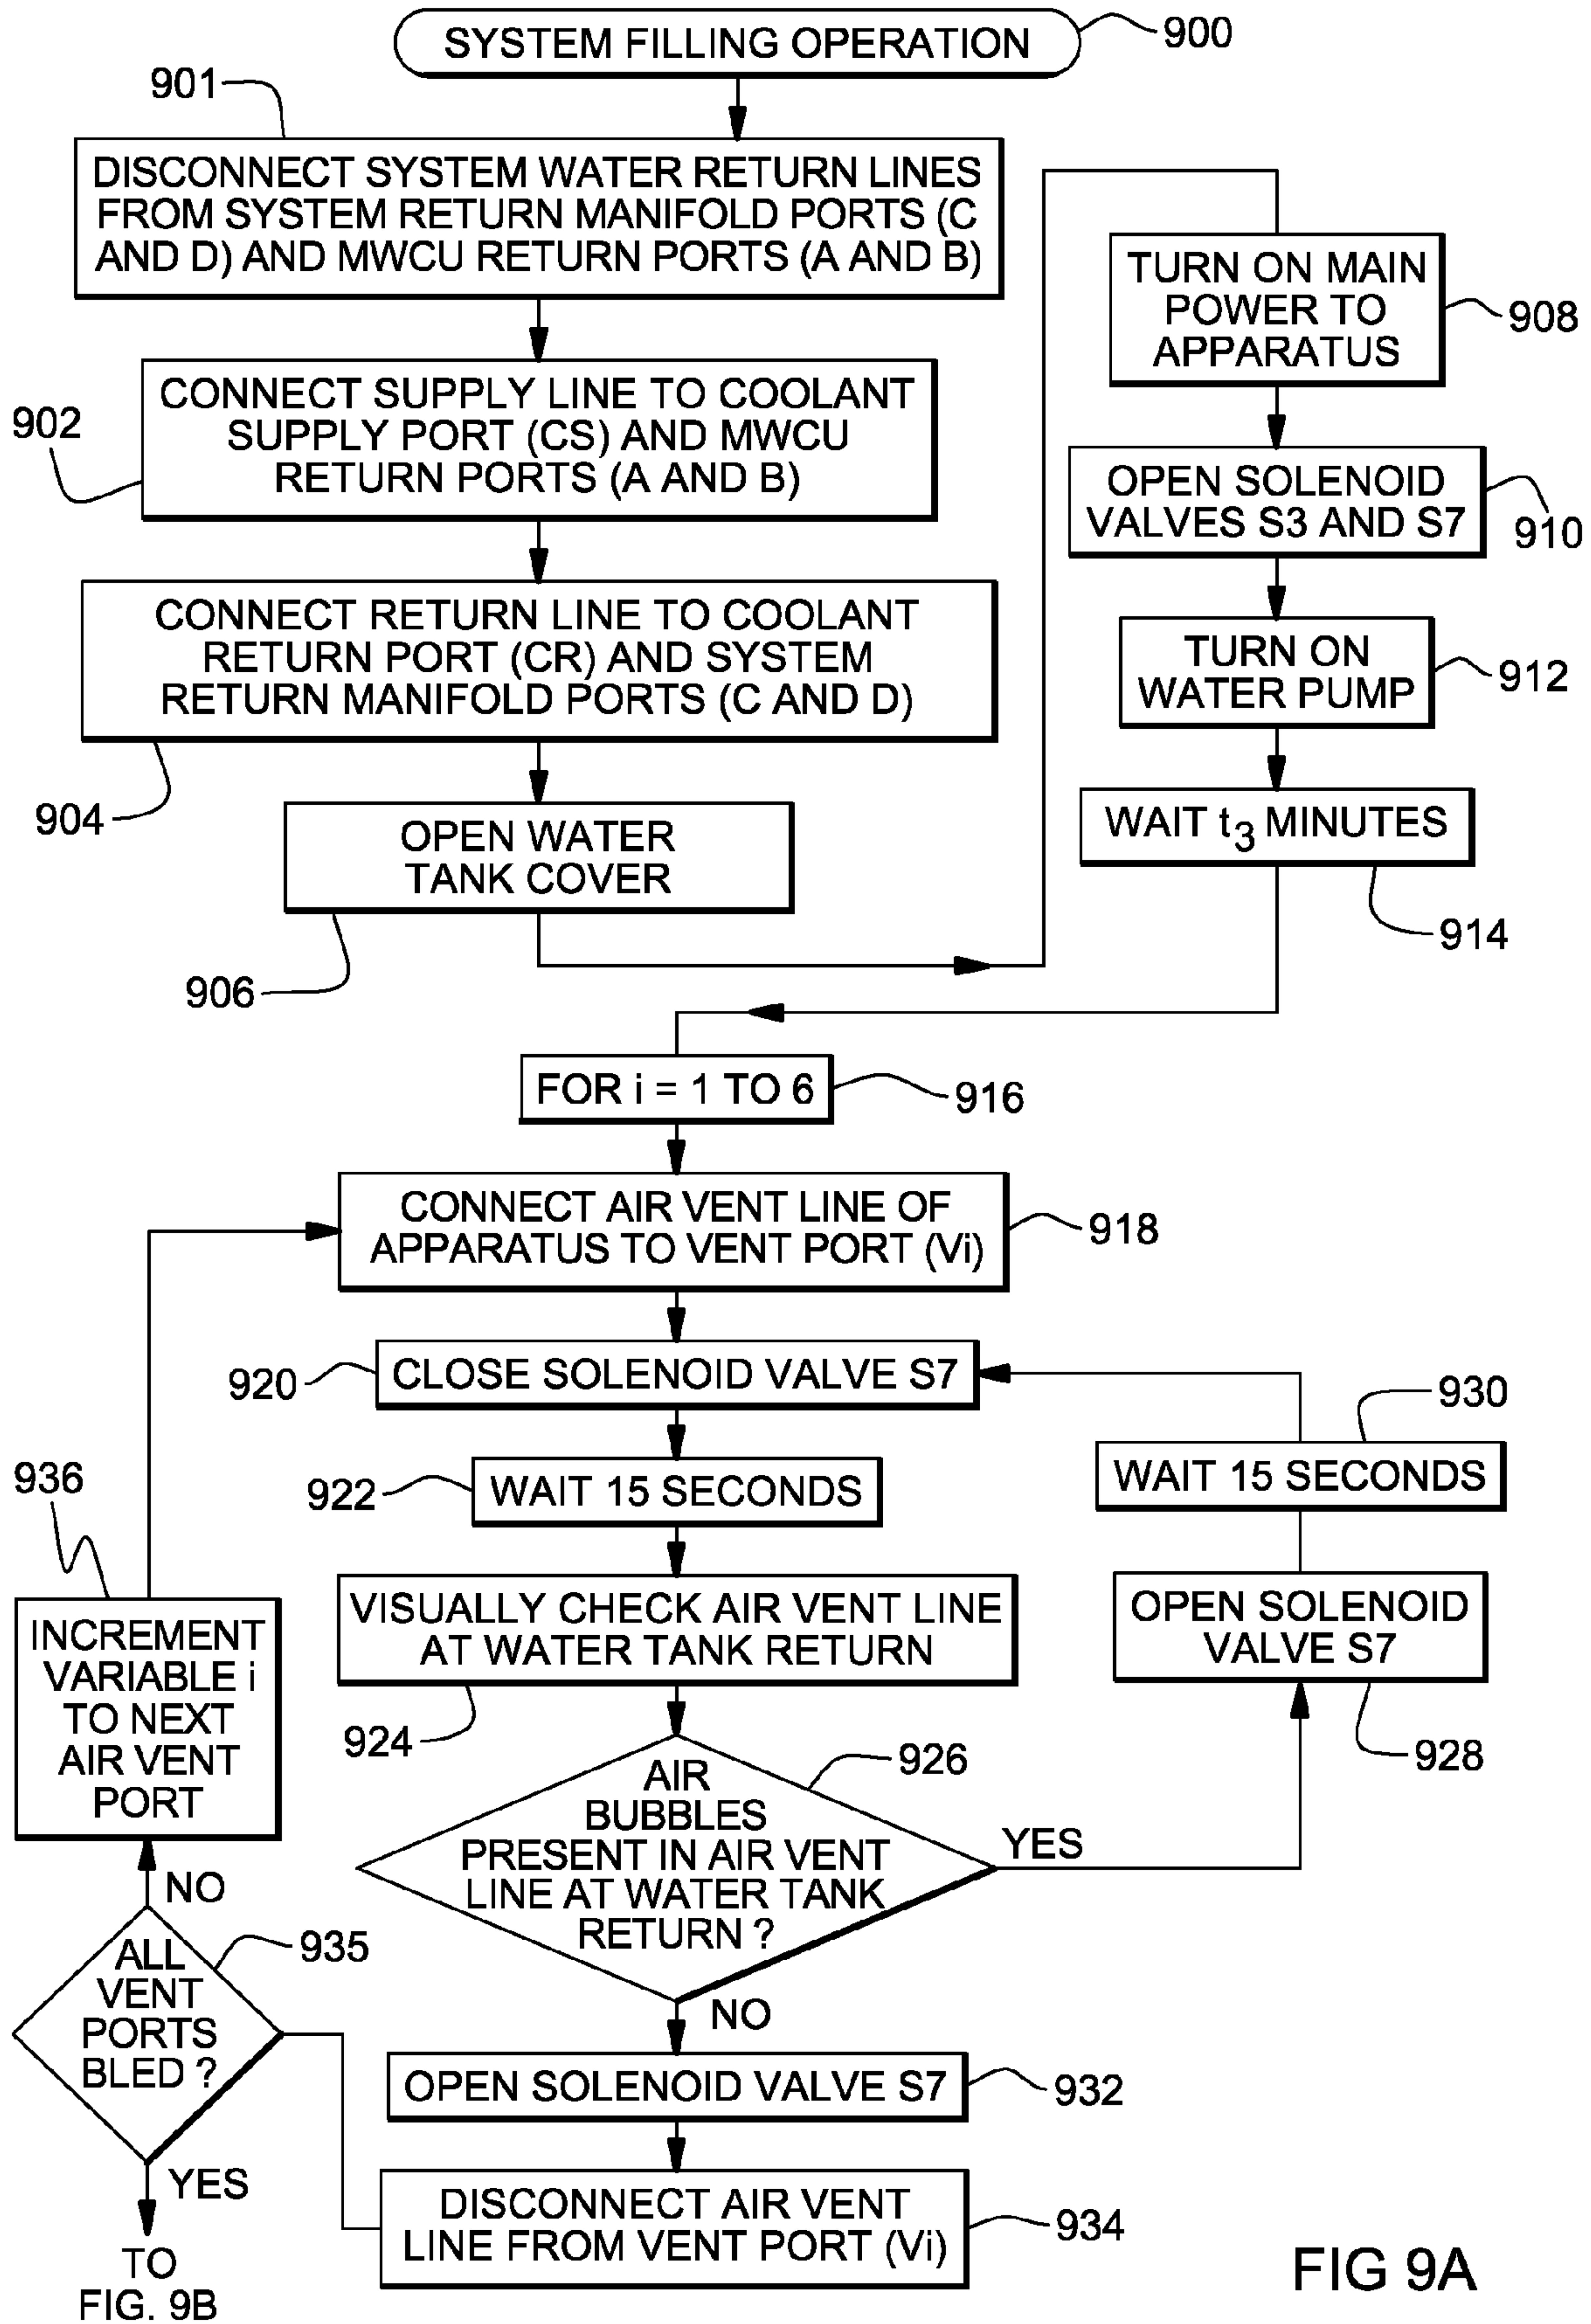 SYSTEM FILLING OPERATION
900
901
DISCONNECT SYSTEM WATER RETURN LINES
FROM SYSTEM RETURN MANIFOLD PORTS (C
AND D) AND MWCU RETURN PORTS (A AND B)
902
CONNECT SUPPLY LINE TO COOLANT
SUPPLY PORT (CS) AND MWCU
RETURN PORTS (A AND B)
CONNECT RETURN LINE TO COOLANT
RETURN PORT (CR) AND SYSTEM
RETURN MANIFOLD PORTS (C AND D)
904
OPEN WATER
TANK COVER
906
TURN ON MAIN
POWER TO
APPARATUS
908
OPEN SOLENOID
VALVES S3 AND S7
910
TURN ON
WATER PUMP
912
WAIT t3 MINUTES
914
FOR i = 1 TO 6
916
CONNECT AIR VENT LINE OF
APPARATUS TO VENT PORT (Vi)
918
CLOSE SOLENOID VALVE S7
920
WAIT 15 SECONDS
922
VISUALLY CHECK AIR VENT LINE
AT WATER TANK RETURN
924
AIR
BUBBLES
PRESENT IN AIR VENT
LINE AT WATER TANK
RETURN ?
926
YES
OPEN SOLENOID
VALVE S7
928
WAIT 15 SECONDS
930
NO
OPEN SOLENOID VALVE S7
932
DISCONNECT AIR VENT
LINE FROM VENT PORT (Vi)
934
ALL
VENT
PORTS
BLED ?
935
NO
INCREMENT
VARIABLE i
TO NEXT
AIR VENT
PORT
936
YES
TO
FIG. 9B
FIG 9A